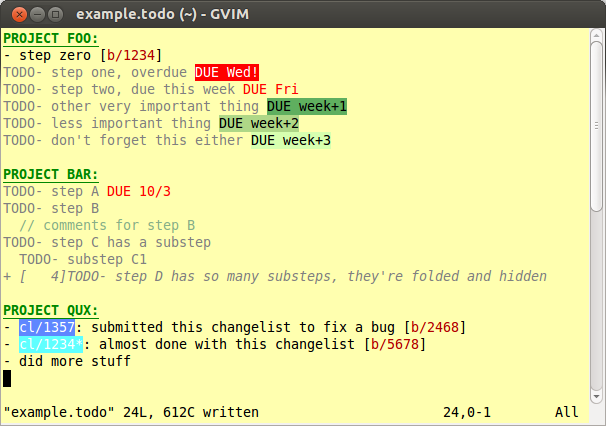 example.todo (~) - GVIM
PROJECT FOO:
- step zero [b/1234]
TODO- step one, overdue DUE Wed!
TODO- step two, due this week DUE Fri
TODO- other very important thing DUE week+1
TODO- less important thing DUE week+2
TODO- don't forget this either DUE week+3
PROJECT BAR:
TODO- step A DUE 10/3
TODO- step B
// comments for step B
TODO- step C has a substep
TODO- substep C1
+ [   4]TODO- step D has so many substeps, they're folded and hidden
PROJECT QUX:
- cl/1357: submitted this changelist to fix a bug [b/2468]
- cl/1234*: almost done with this changelist [b/5678]
- did more stuff
"example.todo" 24L, 612C written 24,0-1 All